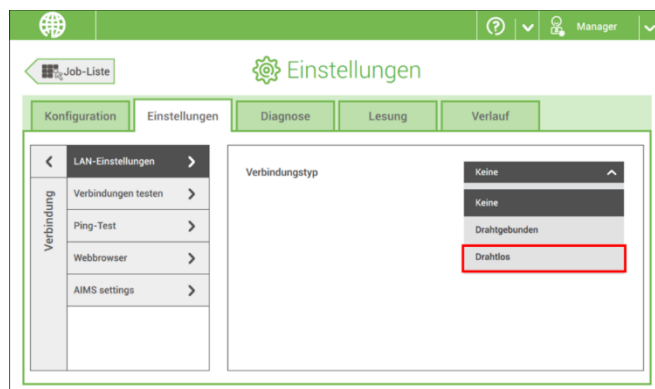 Manager
Job-Liste
Einstellungen
Konfiguration
Einstellungen
Diagnose
Lesung
Verlauf
Verbindung
LAN-Einstellungen
Verbindungen testen
Ping-Test
Webbrowser
AIMS settings
Verbindungstyp
Keine
Keine
Drahtgebunden
Drahtlos